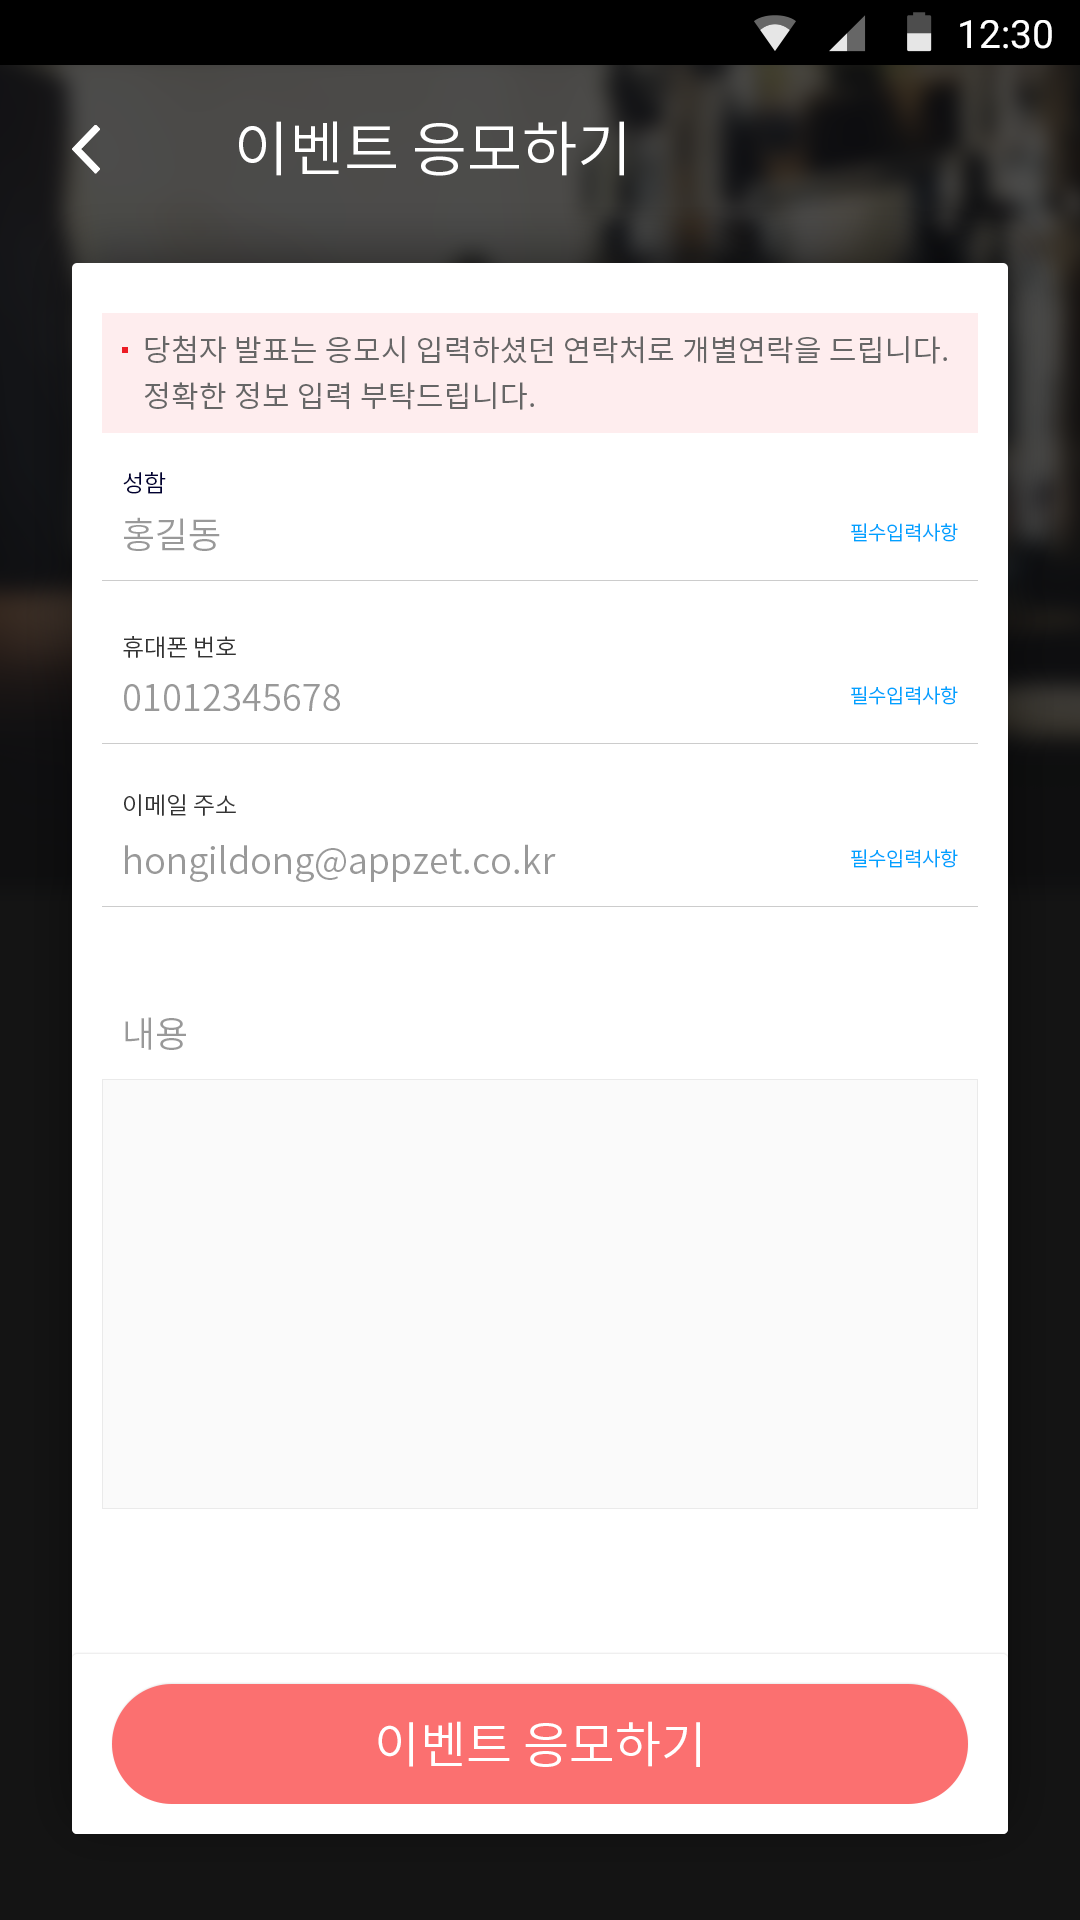 12:30
이벤트 응모하기
당첨자 발표는 응모시 입력하셨던 연락처로 개별연락을 드립니다.
정확한 정보 입력 부탁드립니다.
성함
홍길동
필수입력사항
휴대폰 번호
01012345678
필수입력사항
이메일 주소
hongildong@appzet.co.kr
필수입력사항
내용
이벤트 응모하기